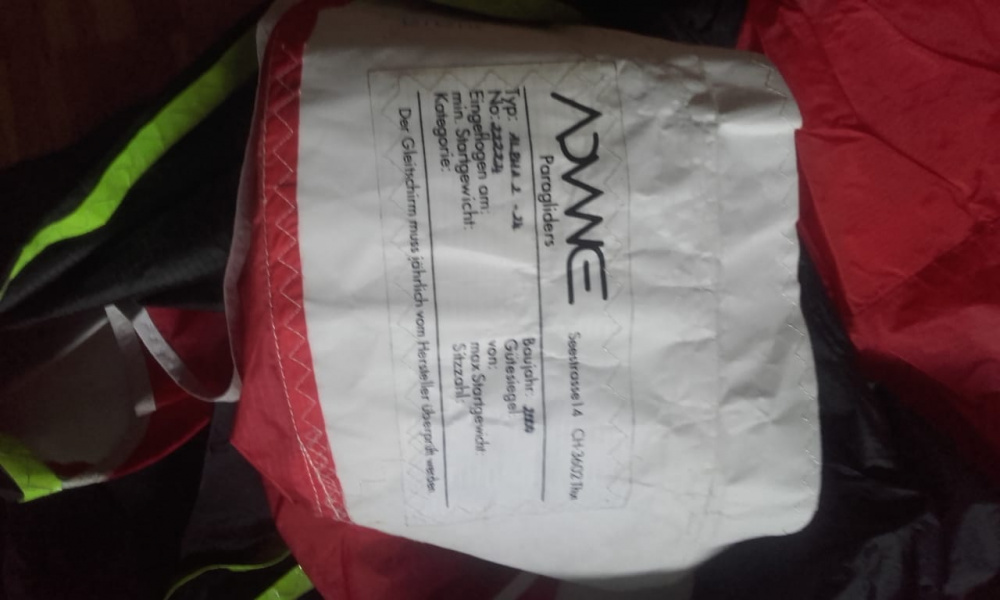 ADVANCE
Paragliders
Seestrasse 14 CH-3602 Thun
Typ:
No: 22224
Eingeflogen am:
min. Startgewicht:
Kategorie:
Baujahr:
Gütesiegel
von:
max Startgewicht:
Sitzzahl:
Der Gleitschirm muss jährlich vom Hersteller überprüft werden